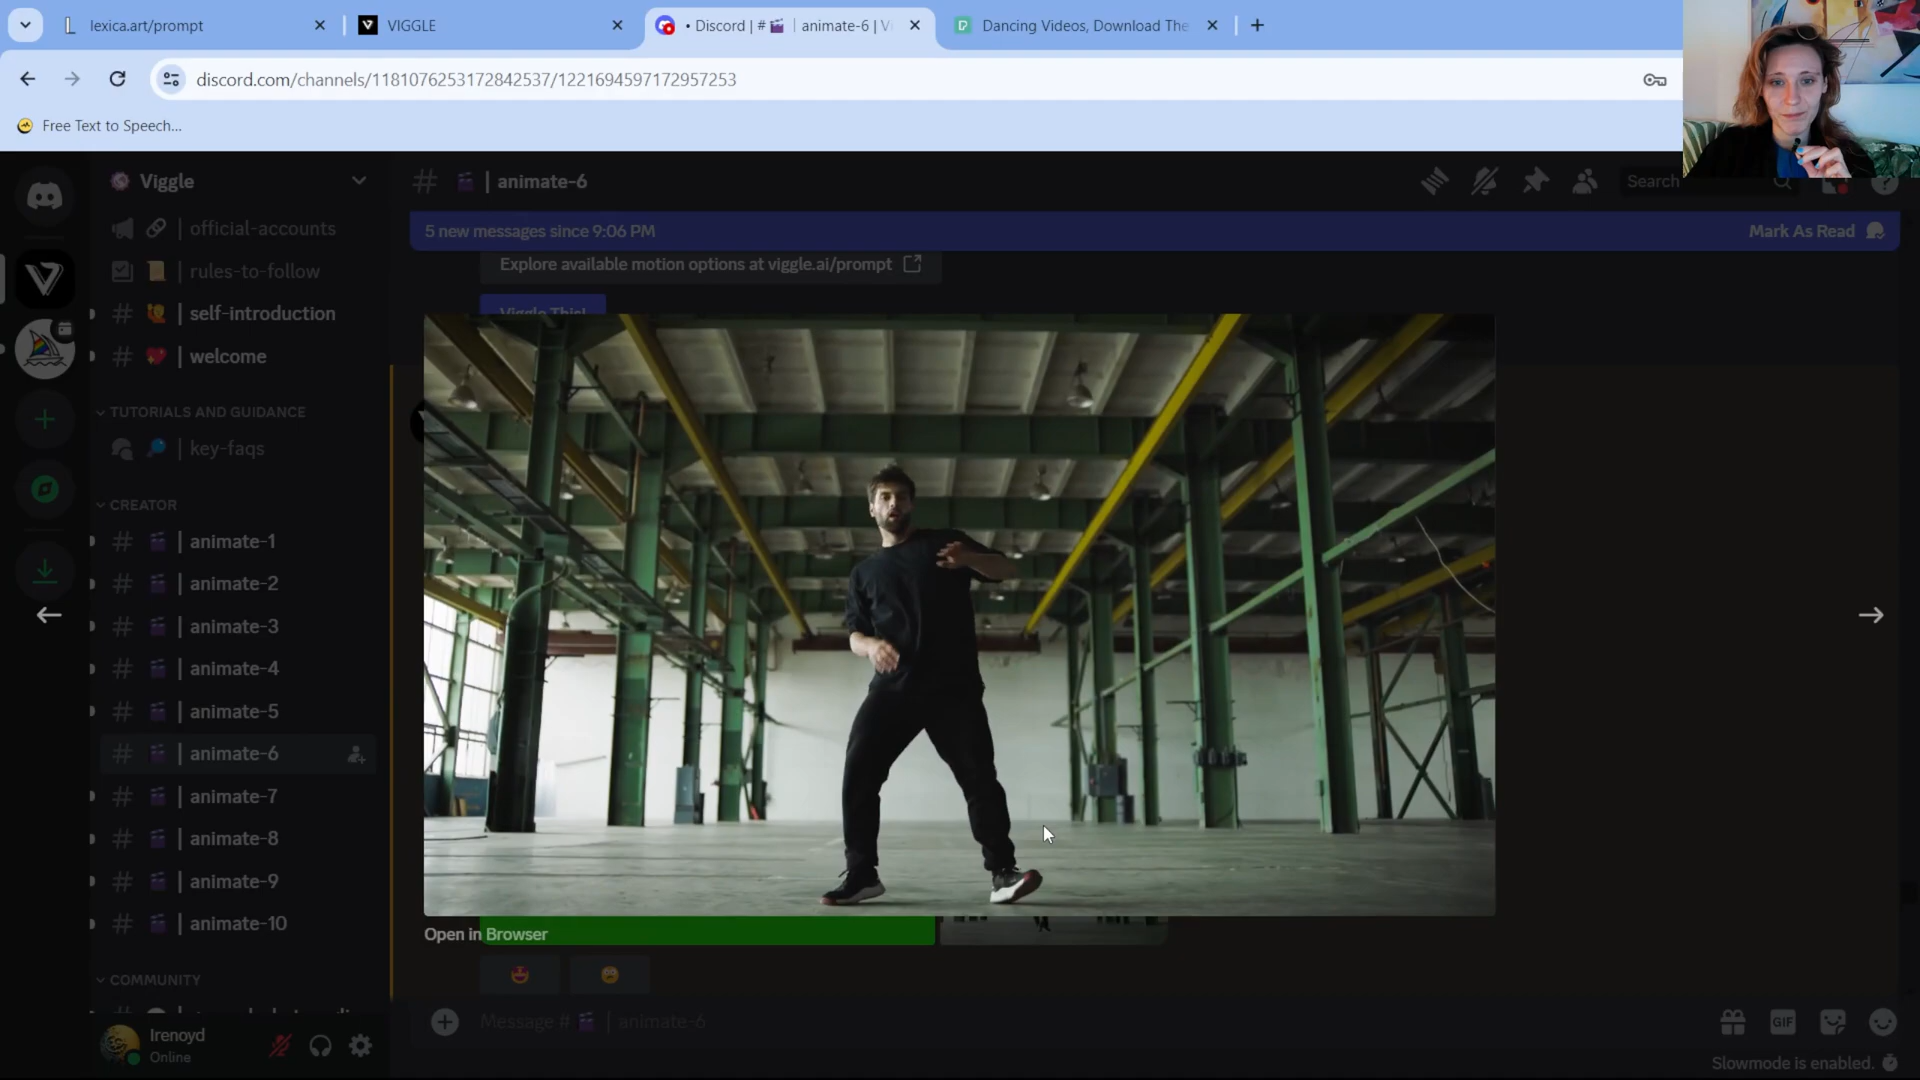 lexica.art/prompt
VIGGLE
• Discord | # | animate-6 | Vi
Dancing Videos, Download The
discord.com/channels/1181076253172842537/1221694597172957253
Free Text to Speech...
Viggle
# | animate-6
Search
| official-accounts
5 new messages since 9:06 PM
Mark As Read
Explore available motion options at viggle.ai/prompt
| rules-to-follow
Viggle This!
# | self-introduction
# | welcome
TUTORIALS AND GUIDANCE
| key-faqs
CREATOR
# | animate-1
# | animate-2
# | animate-3
# | animate-4
# | animate-5
# | animate-6
# | animate-7
# | animate-8
# | animate-9
# | animate-10
Open in Browser
COMMUNITY
Message # | animate-6
GIF
Irenoyd
Online
Slowmode is enabled.